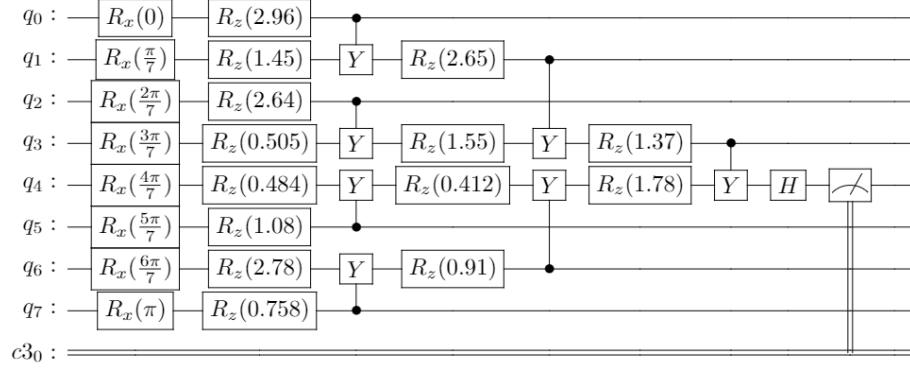 q0 : Rx(0) Rz(2.96)
q1 : Rx(π/7) Rz(1.45) Y Rz(2.65)
q2 : Rx(2π/7) Rz(2.64)
q3 : Rx(3π/7) Rz(0.505) Y Rz(1.55) Y Rz(1.37)
q4 : Rx(4π/7) Rz(0.484) Y Rz(0.412) Y Rz(1.78) Y H
q5 : Rx(5π/7) Rz(1.08)
q6 : Rx(6π/7) Rz(2.78) Y Rz(0.91)
q7 : Rx(π) Rz(0.758)
c30 :